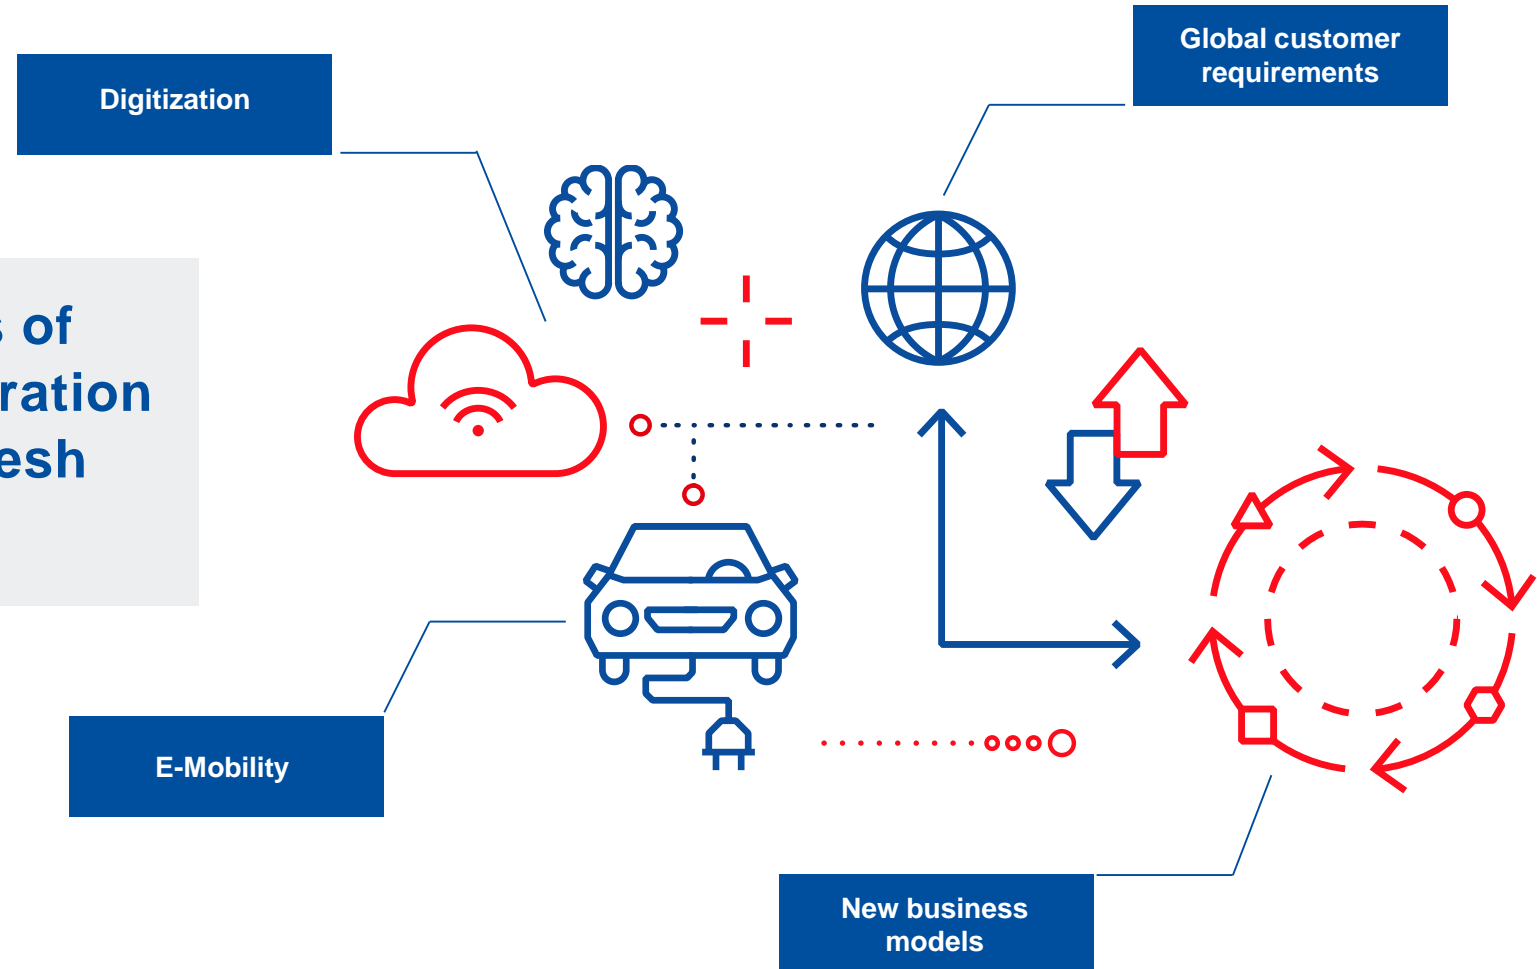 Global customer
requirements
Digitization
s of
ration
esh
E-Mobility
New business
models